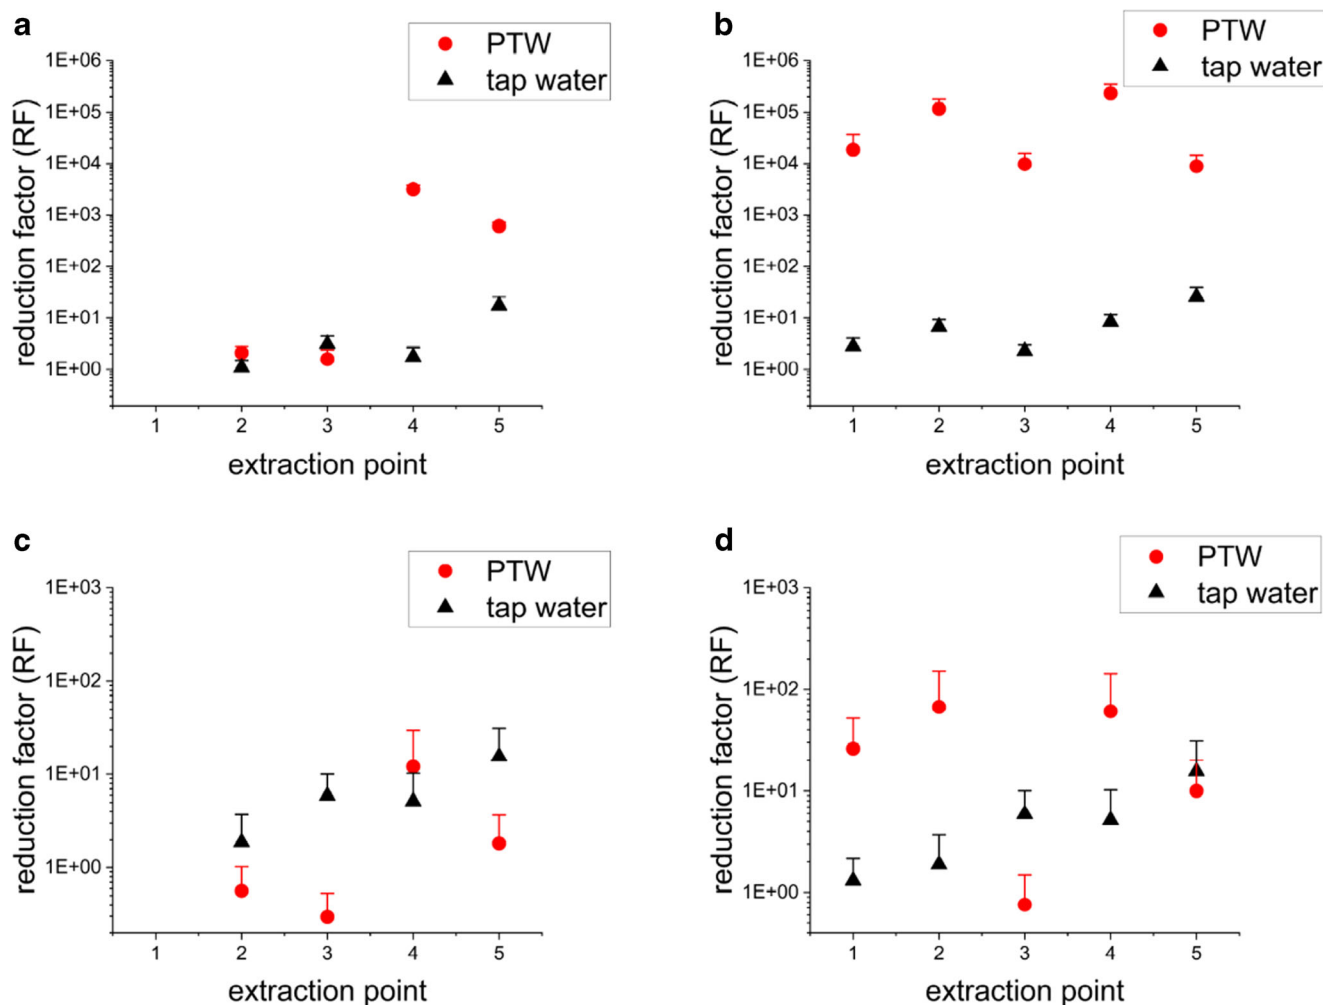 a
PTW
tap water
1E+06
1E+05
1E+04
1E+03
1E+02
1E+01
1E+00
reduction factor (RF)
1 2 3 4 5
extraction point
b
PTW
tap water
1E+06
1E+05
1E+04
1E+03
1E+02
1E+01
1E+00
reduction factor (RF)
1 2 3 4 5
extraction point
c
PTW
tap water
1E+03
1E+02
1E+01
1E+00
reduction factor (RF)
1 2 3 4 5
extraction point
d
PTW
tap water
1E+03
1E+02
1E+01
1E+00
reduction factor (RF)
1 2 3 4 5
extraction point